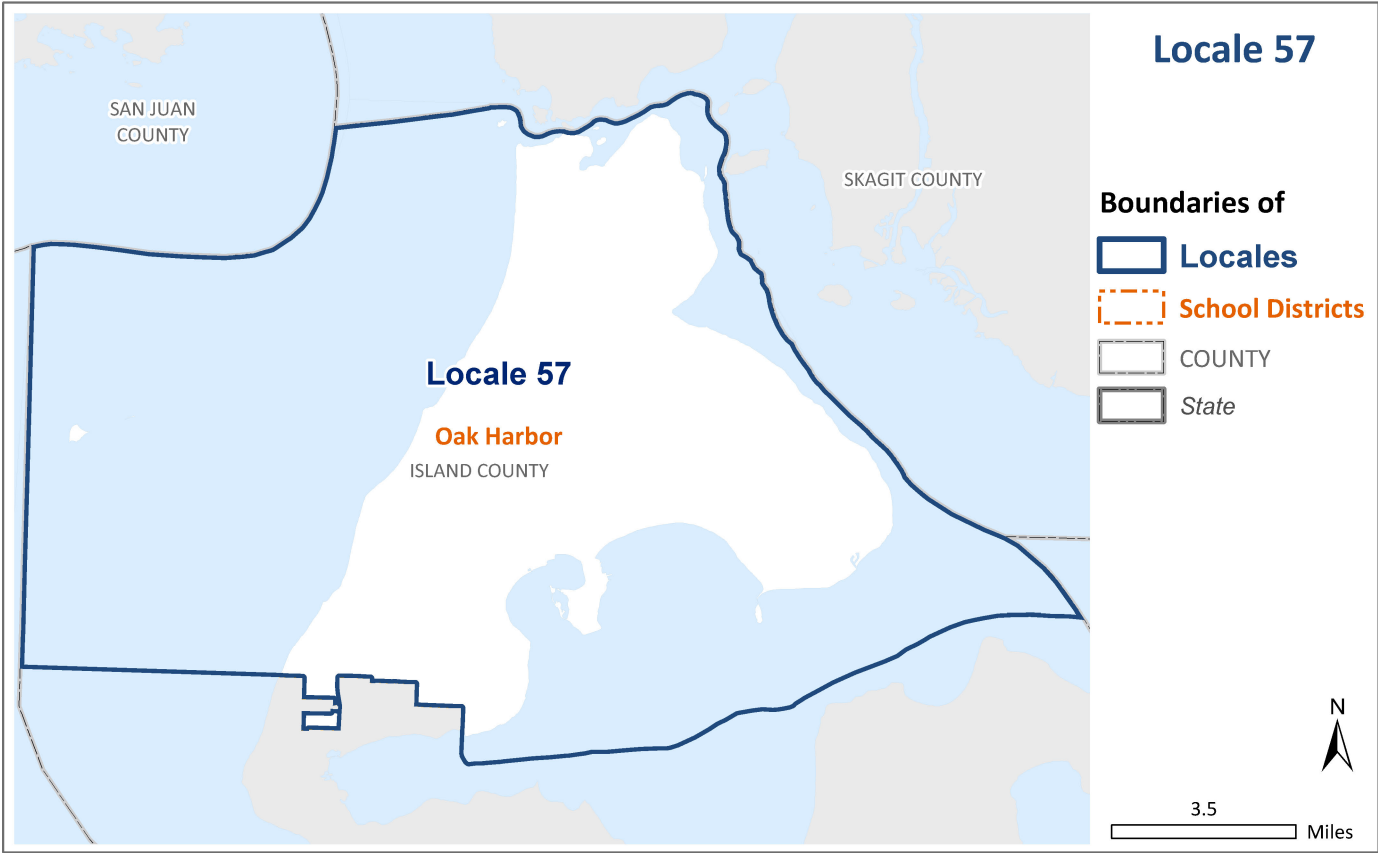 Locale 57
SAN JUAN
COUNTY
SKAGIT COUNTY
Boundaries of
Locales
School Districts
COUNTY
State
Locale 57
Oak Harbor
ISLAND COUNTY
N
3.5
Miles